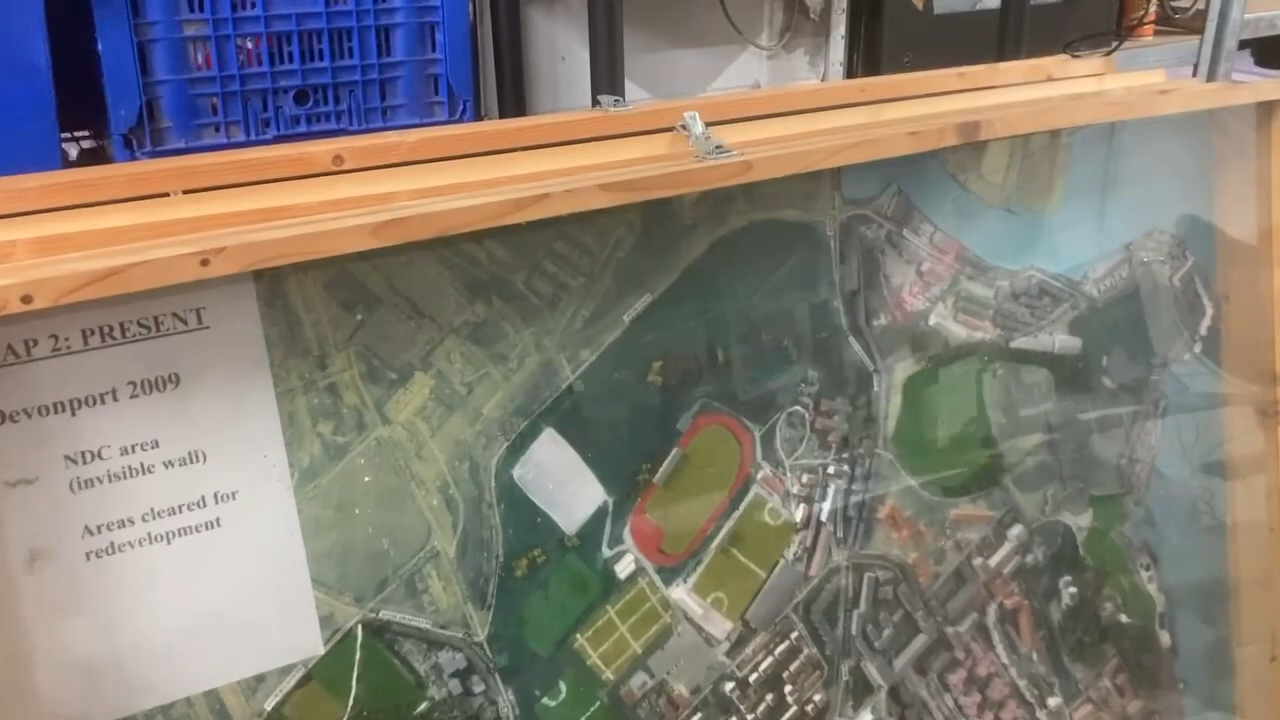 AP 2: PRESENT
Devonport 2009
NDC area
(invisible wall)
Areas cleared for
redevelopment